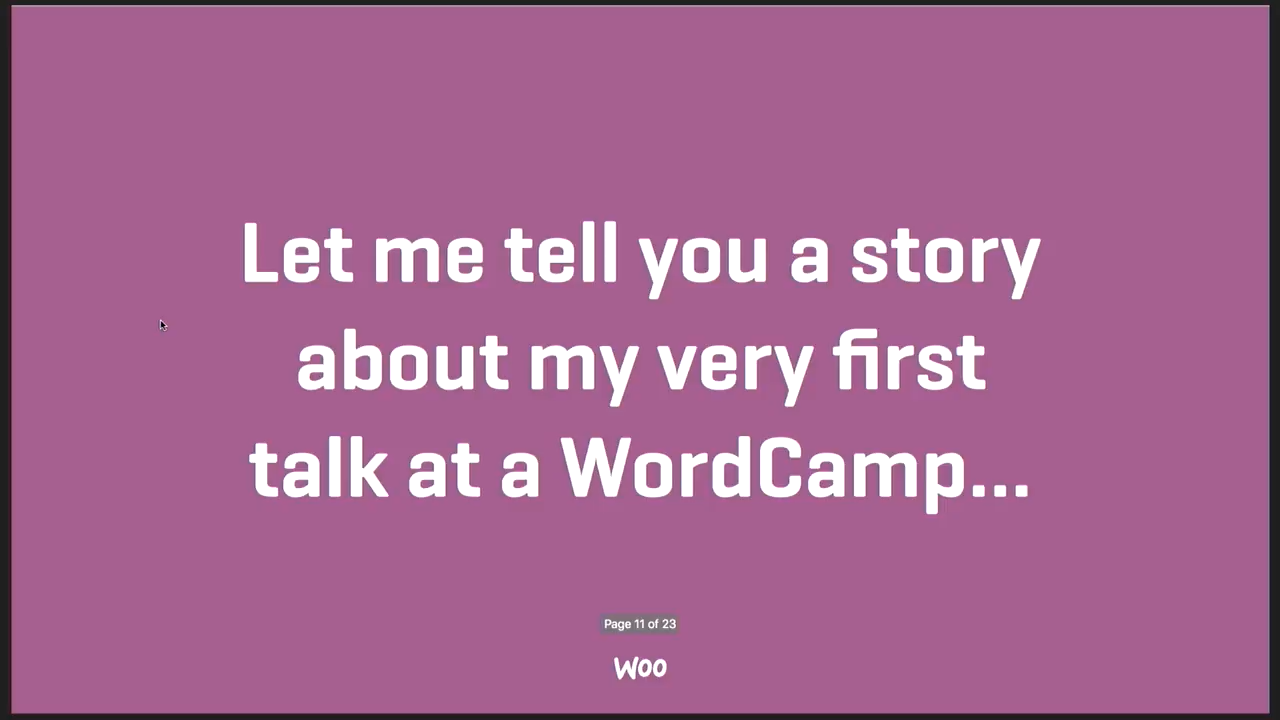 Let me tell you a story
about my very first
talk at a WordCamp...
Page 11 of 23
Woo